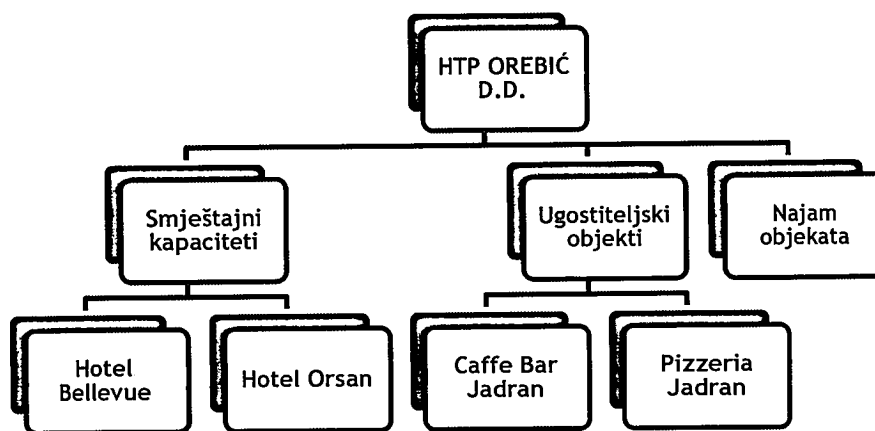 HTP OREBIĆ
D.D.
Smještajni
kapaciteti
Ugostiteljski
objekti
Najam
objekata
Hotel
Bellevue
Hotel Orsan
Caffe Bar
Jadran
Pizzeria
Jadran